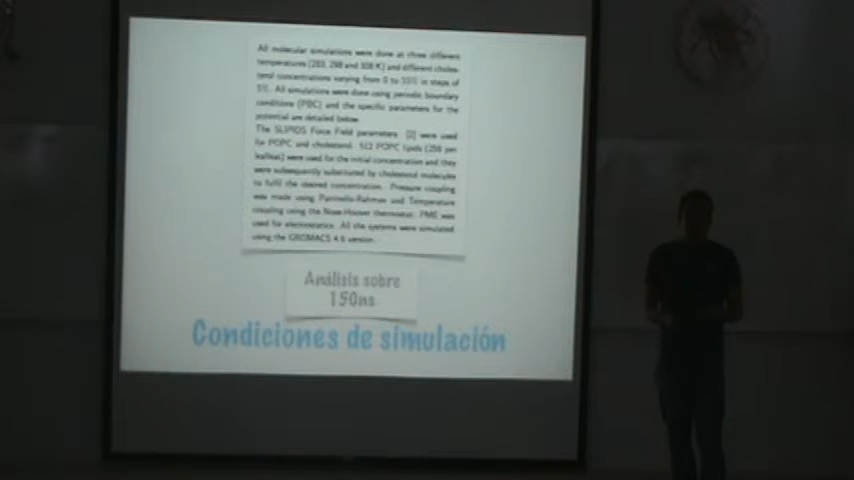 All molecular simulations were done at three different
temperatures (283, 298 and 308 K) and different choles-
terol concentrations varying from 0 to 50% in steps of
5%. All simulations were done using periodic boundary
conditions (PBC) and the specific parameters for the
potential are detailed below.
The SLIPIDS Force Field parameters [2] were used
for POPC and cholesterol. 512 POPC lipids (256 per
leaflet) were used for the initial concentration and they
were subsequently substituted by cholesterol molecules
to fulfil the desired concentration. Pressure coupling
was made using Parrinello-Rahman and Temperature
coupling using the Nose-Hoover thermostat. PME was
used for electrostatics. All the systems were simulated
using the GROMACS 4.6 version.
Análisis sobre
150ns
Condiciones de simulación